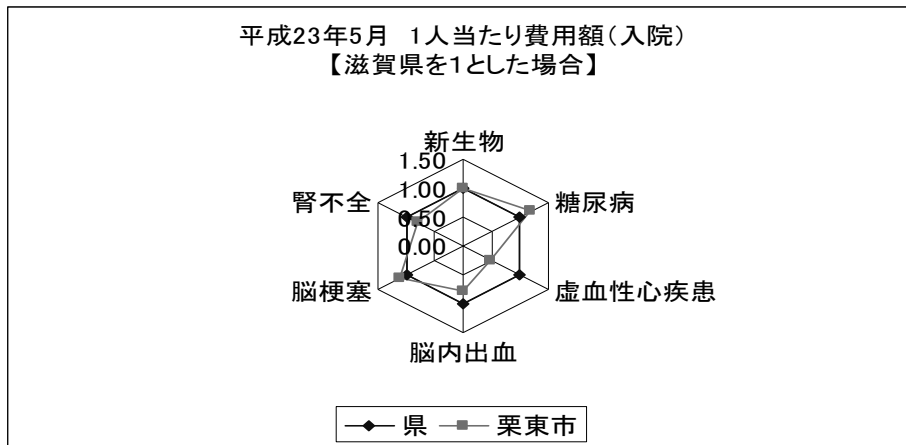 平成23年5月 1人当たり費用額(入院)
【滋賀県を1とした場合】
新生物
1.50
1.00
0.50
0.00
糖尿病
虚血性心疾患
脳内出血
脳梗塞
腎不全
県
栗東市